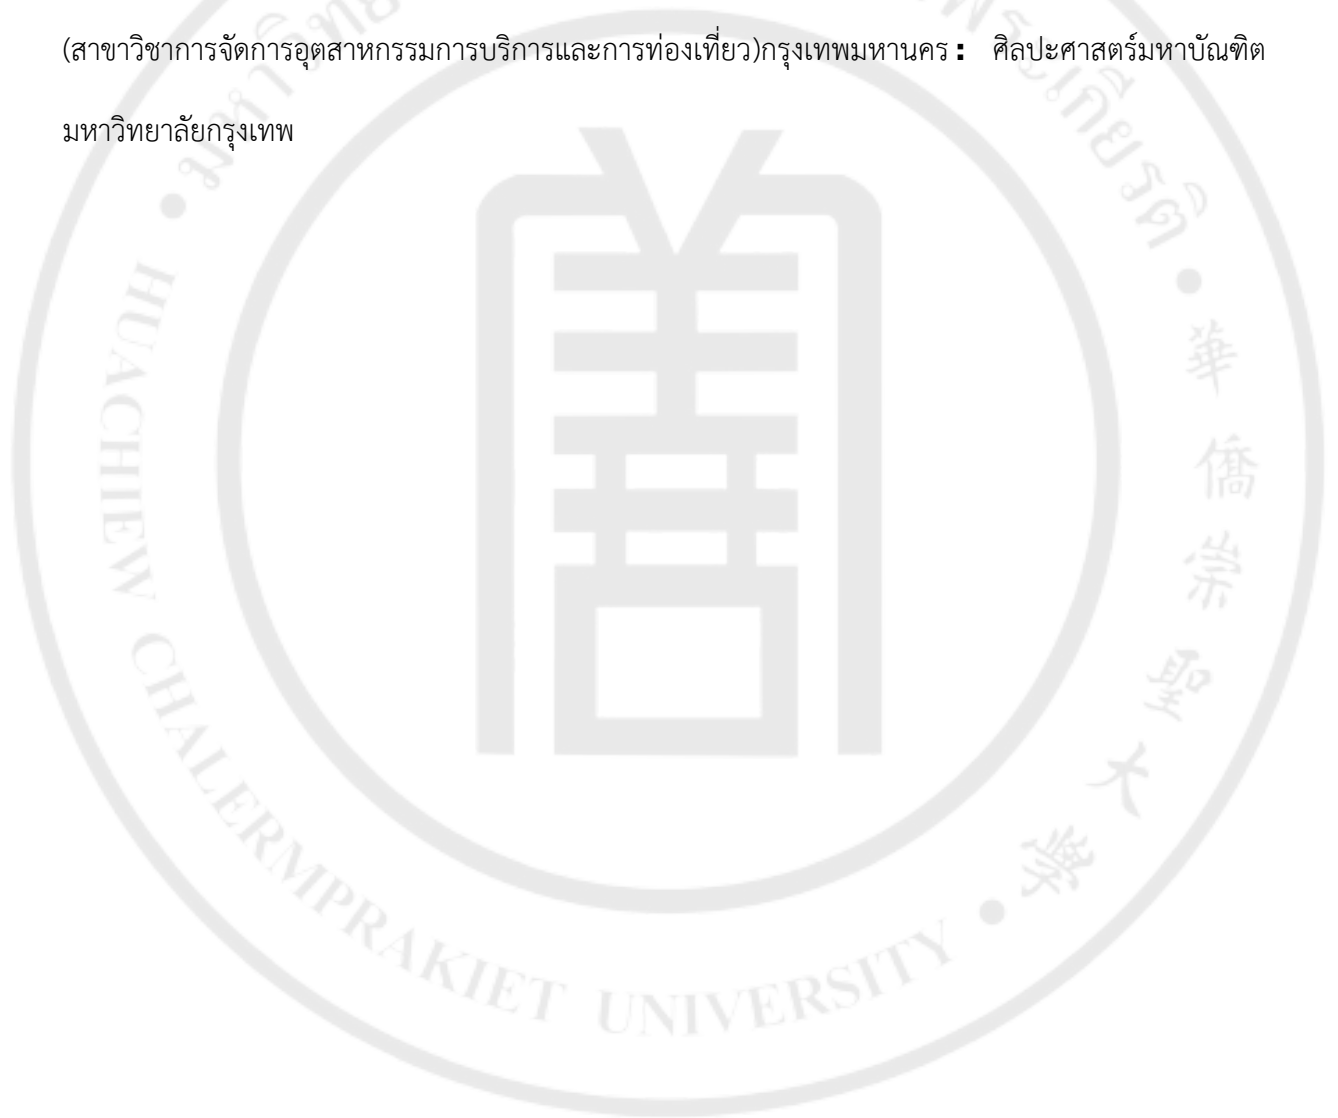 (สาขาวิชาการจัดการอุตสาหกรรมการบริการและการท่องเที่ยว)กรุงเทพมหานคร : ศิลปะศาสตร์มหาบัณฑิต
มหาวิทยาลัยกรุงเทพ
HUACHIEW CHALERMPRAKIET UNIVERSITY
華僑崇聖大學